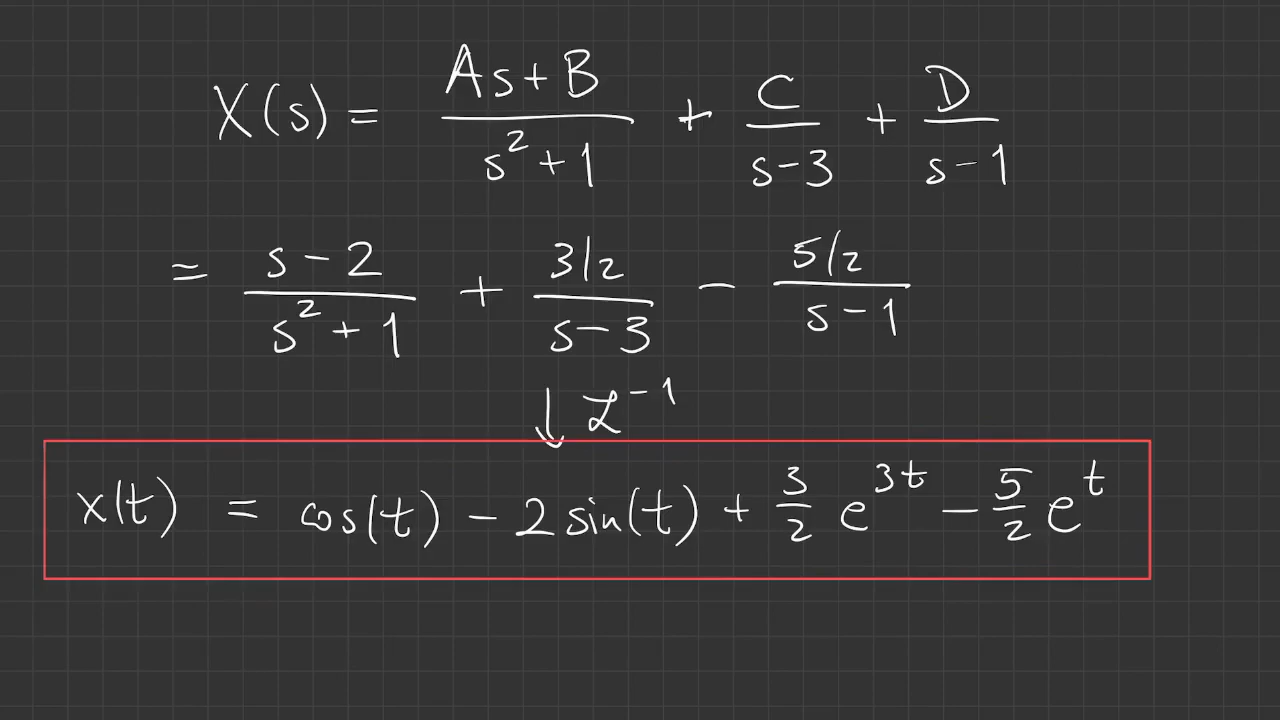 X(s) = (As+B)/(s²+1) + C/(s-3) + D/(s-1)
= (s-2)/(s²+1) + (3/2)/(s-3) - (5/2)/(s-1)
↓ ℒ⁻¹
x(t) = cos(t) - 2 sin(t) + 3/2 e^(3t) - 5/2 e^t